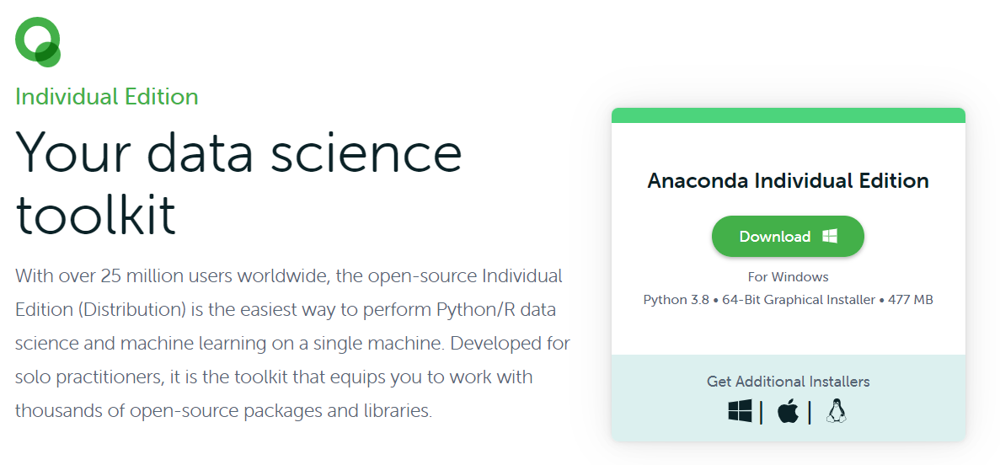 Individual Edition
Your data science
toolkit
With over 25 million users worldwide, the open-source Individual
Edition (Distribution) is the easiest way to perform Python/R data
science and machine learning on a single machine. Developed for
solo practitioners, it is the toolkit that equips you to work with
thousands of open-source packages and libraries.
Anaconda Individual Edition
Download
For Windows
Python 3.8 • 64-Bit Graphical Installer • 477 MB
Get Additional Installers